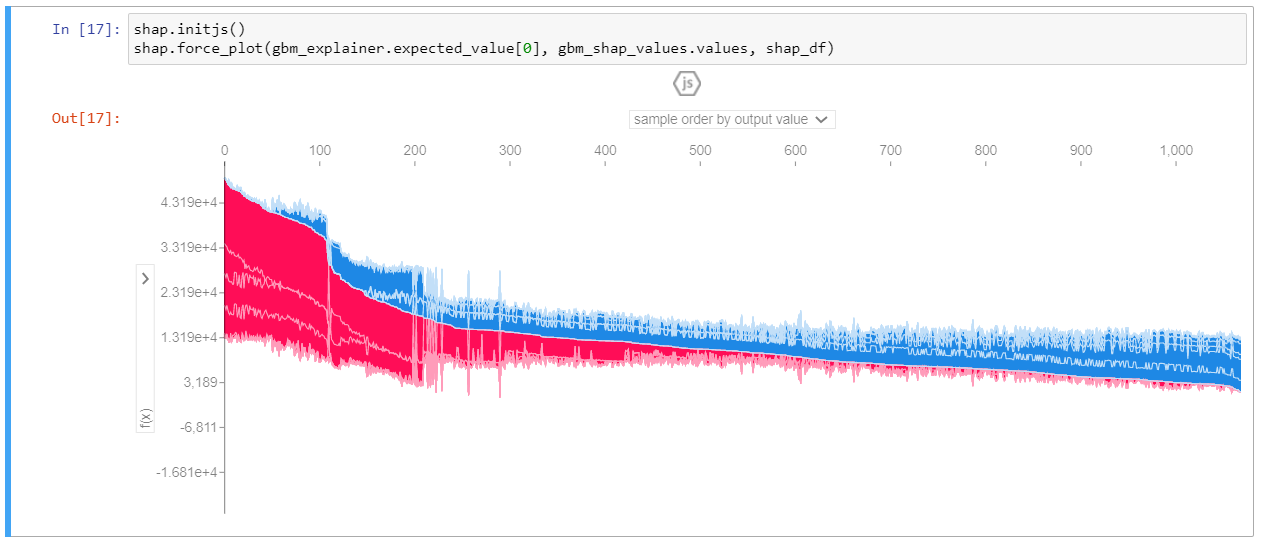 In [17]: shap.initjs()
shap.force_plot(gbm_explainer.expected_value[0], gbm_shap_values.values, shap_df)
js
Out[17]:
sample order by output value
0 100 200 300 400 500 600 700 800 900 1,000
4.319e+4
3.319e+4
2.319e+4
1.319e+4
3,189
-6,811
-1.681e+4
f(x)